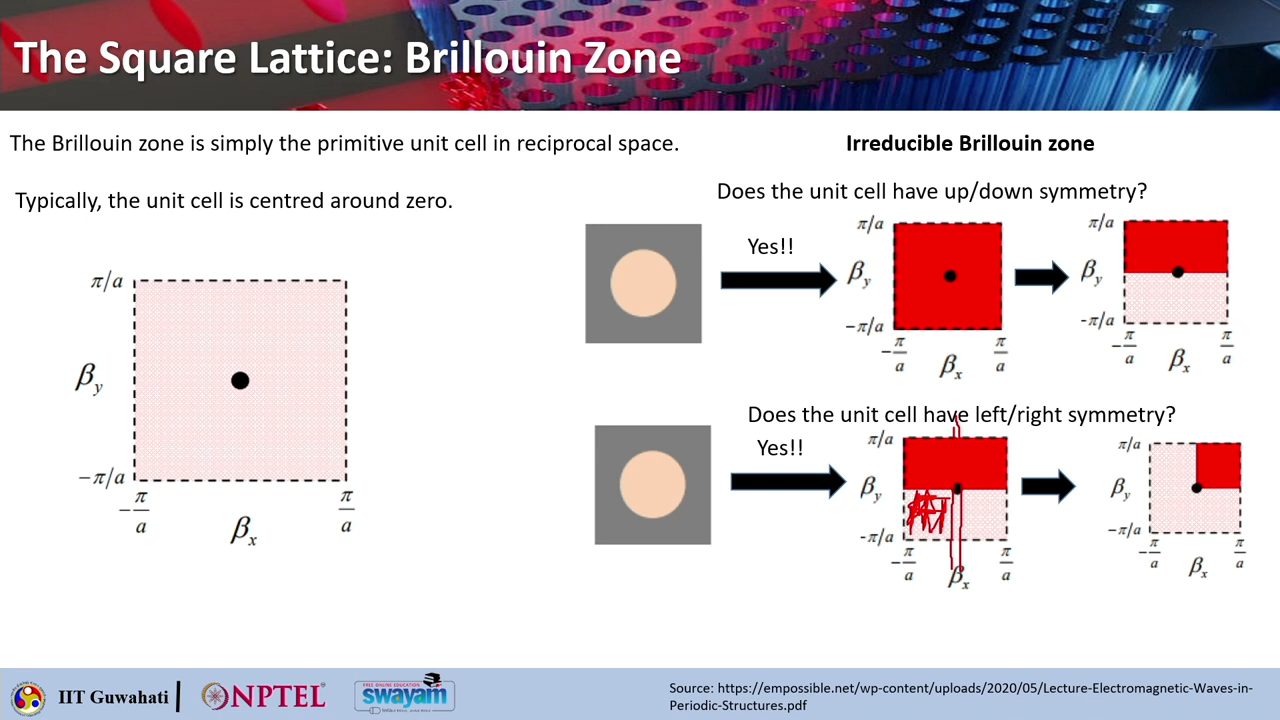 The Square Lattice: Brillouin Zone
The Brillouin zone is simply the primitive unit cell in reciprocal space.
Typically, the unit cell is centred around zero.
π/a
βy
−π/a
−π/a
π/a
βx
Irreducible Brillouin zone
Does the unit cell have up/down symmetry?
Yes!!
π/a
βy
−π/a
−π/a
π/a
βx
π/a
βy
-π/a
−π/a
π/a
βx
Does the unit cell have left/right symmetry?
Yes!!
π/a
βy
-π/a
−π/a
π/a
βx
π/a
βy
−π/a
−π/a
π/a
βx
IIT Guwahati
NPTEL
FREE ONLINE EDUCATION
swayam
Source: https://empossible.net/wp-content/uploads/2020/05/Lecture-Electromagnetic-Waves-in-
Periodic-Structures.pdf